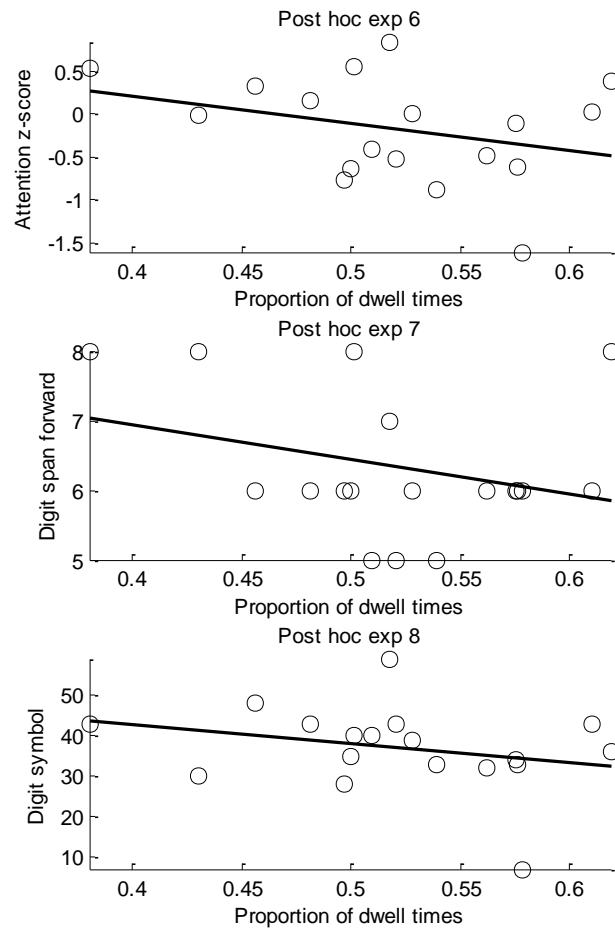 Post hoc exp 6
Attention z-score
0.5
0
-0.5
-1
-1.5
0.4 0.45 0.5 0.55 0.6
Proportion of dwell times
Post hoc exp 7
Digit span forward
8
7
6
5
0.4 0.45 0.5 0.55 0.6
Proportion of dwell times
Post hoc exp 8
Digit symbol
50
40
30
20
10
0.4 0.45 0.5 0.55 0.6
Proportion of dwell times